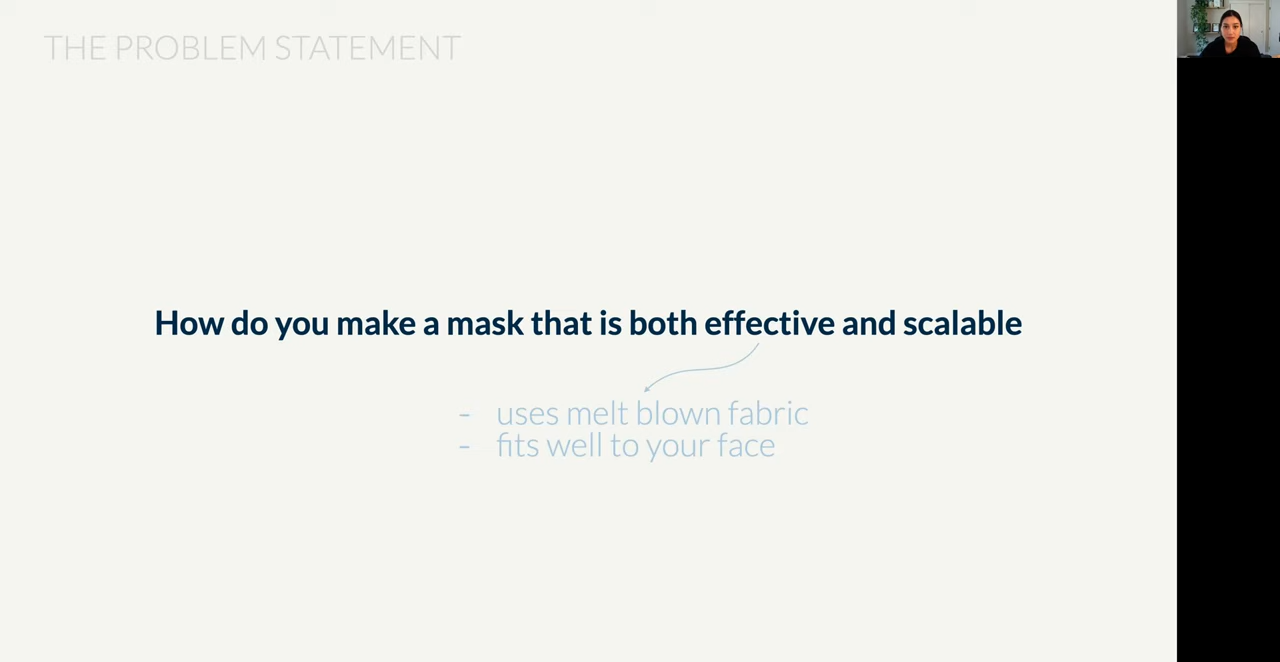 THE PROBLEM STATEMENT
How do you make a mask that is both effective and scalable
- uses melt blown fabric
- fits well to your face